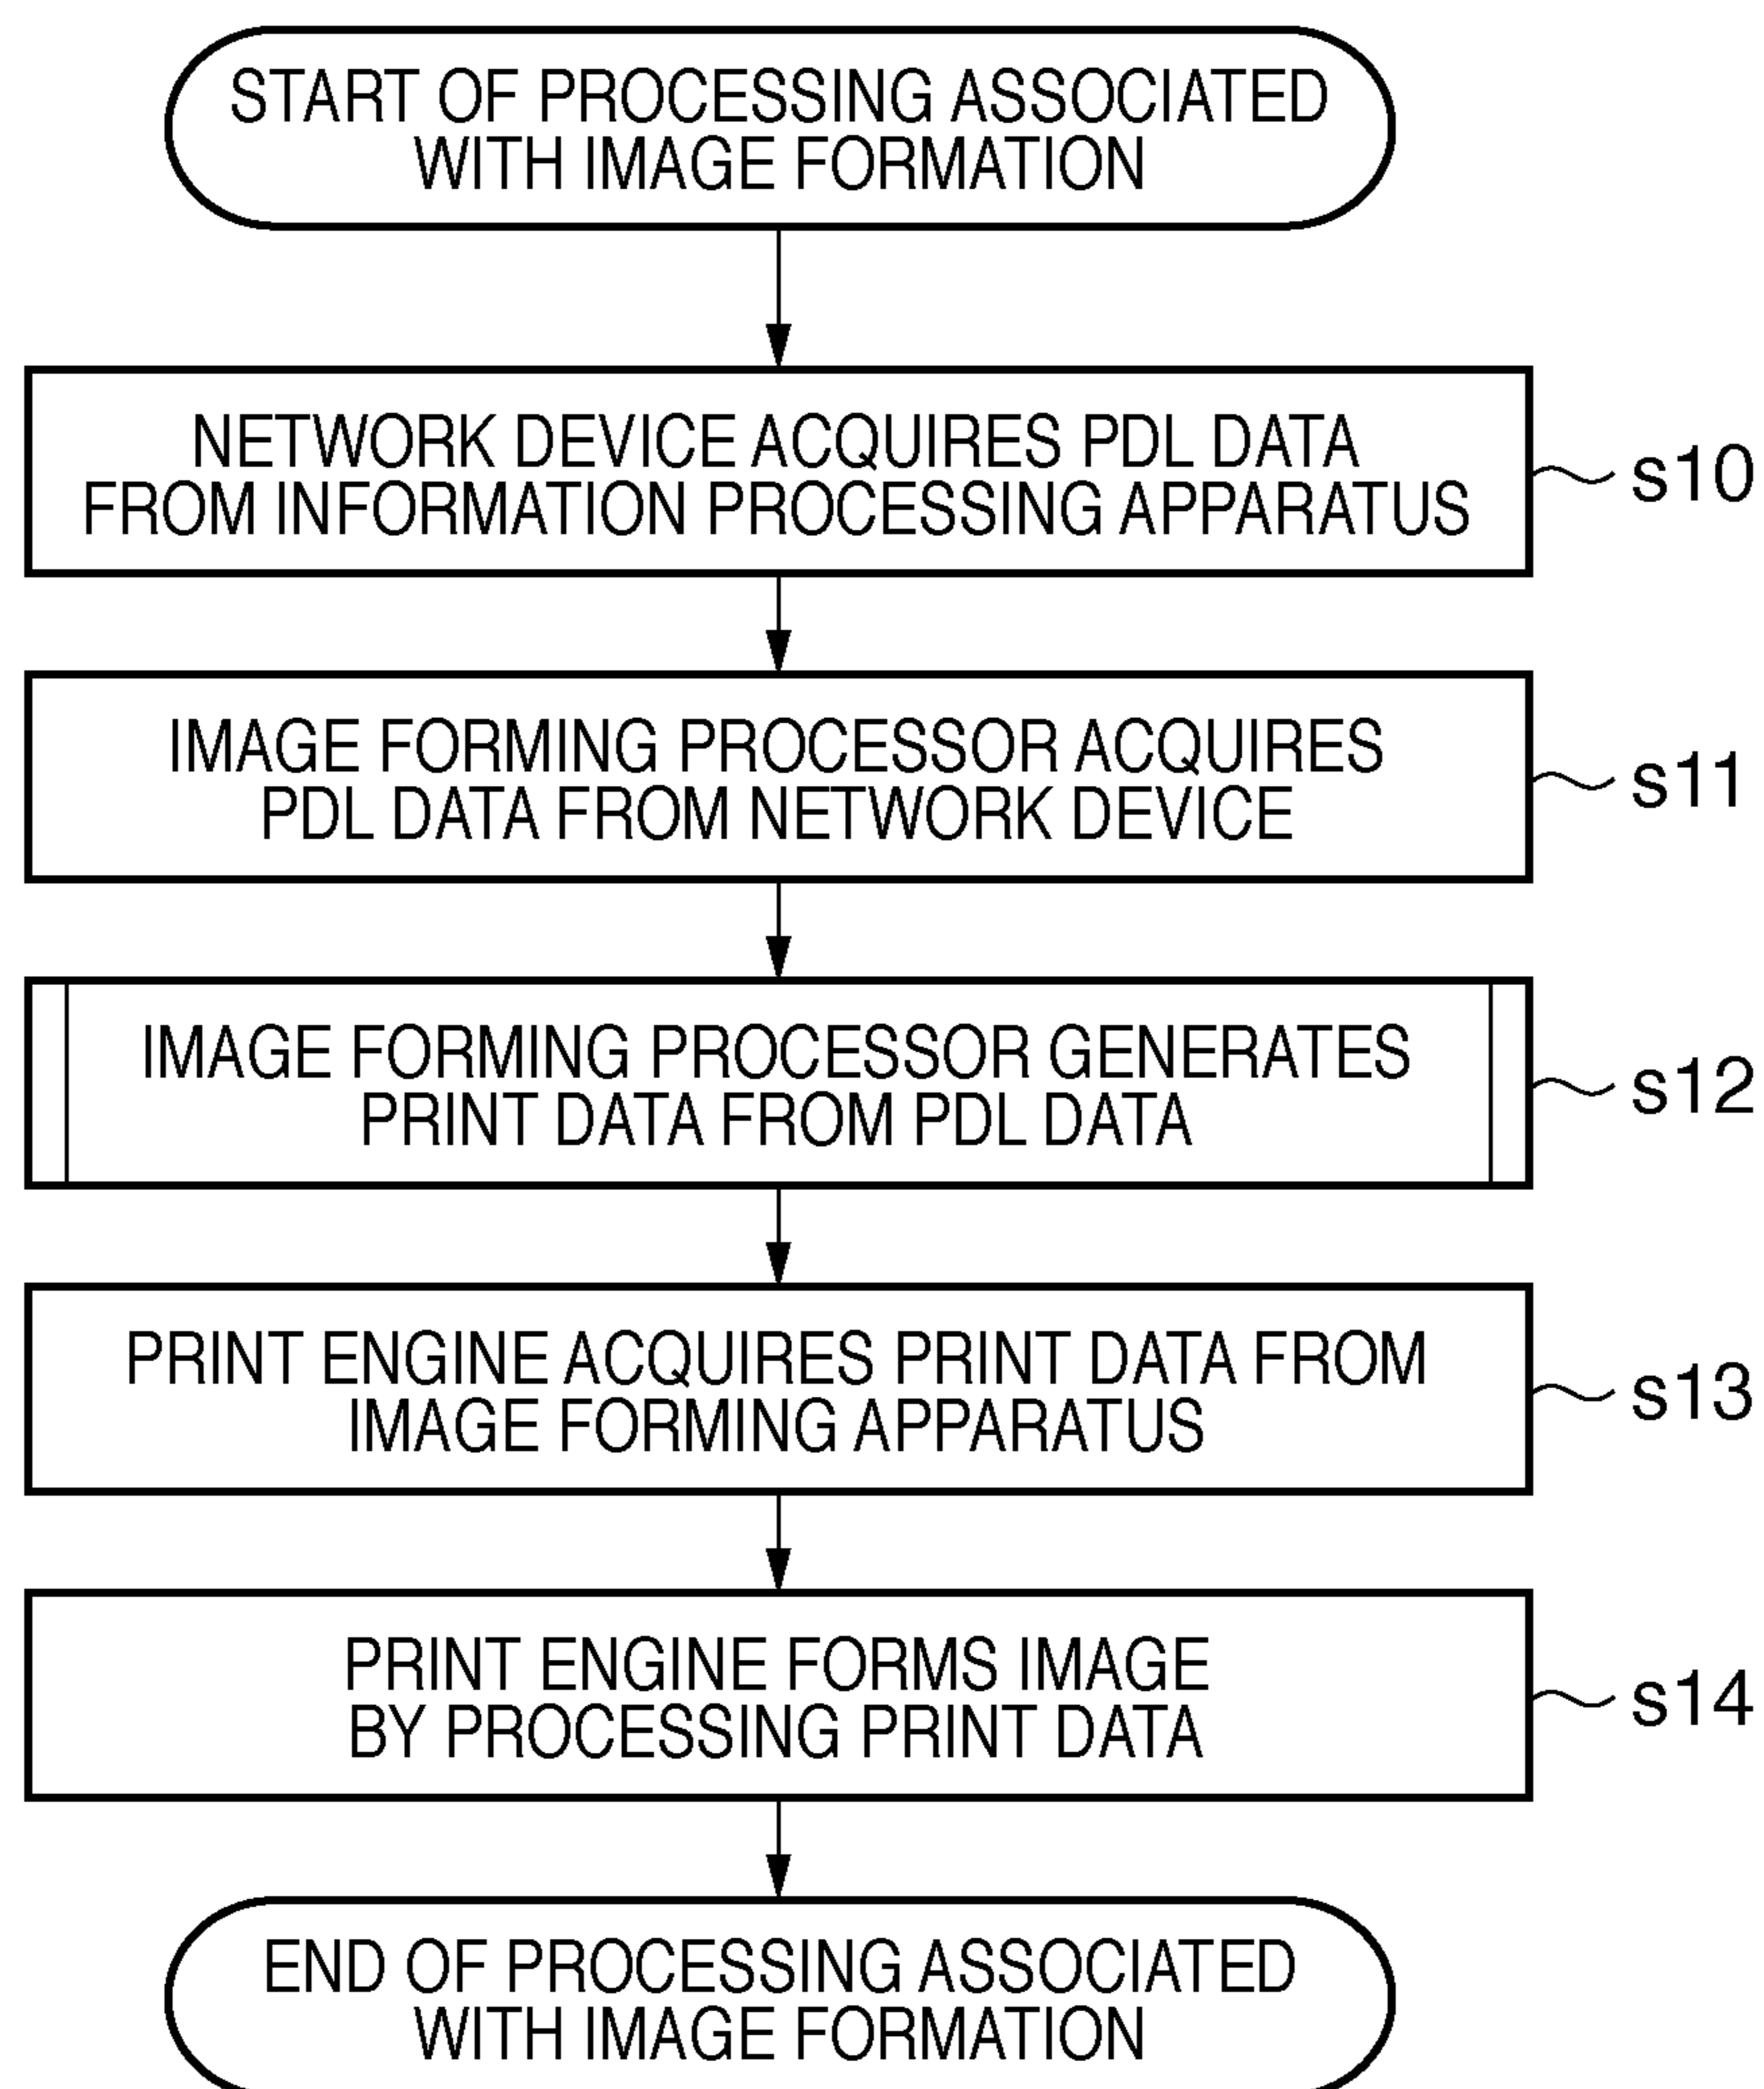 START OF PROCESSING ASSOCIATED
WITH IMAGE FORMATION
NETWORK DEVICE ACQUIRES PDL DATA
FROM INFORMATION PROCESSING APPARATUS
s10
IMAGE FORMING PROCESSOR ACQUIRES
PDL DATA FROM NETWORK DEVICE
s11
IMAGE FORMING PROCESSOR GENERATES
PRINT DATA FROM PDL DATA
s12
PRINT ENGINE ACQUIRES PRINT DATA FROM
IMAGE FORMING APPARATUS
s13
PRINT ENGINE FORMS IMAGE
BY PROCESSING PRINT DATA
s14
END OF PROCESSING ASSOCIATED
WITH IMAGE FORMATION